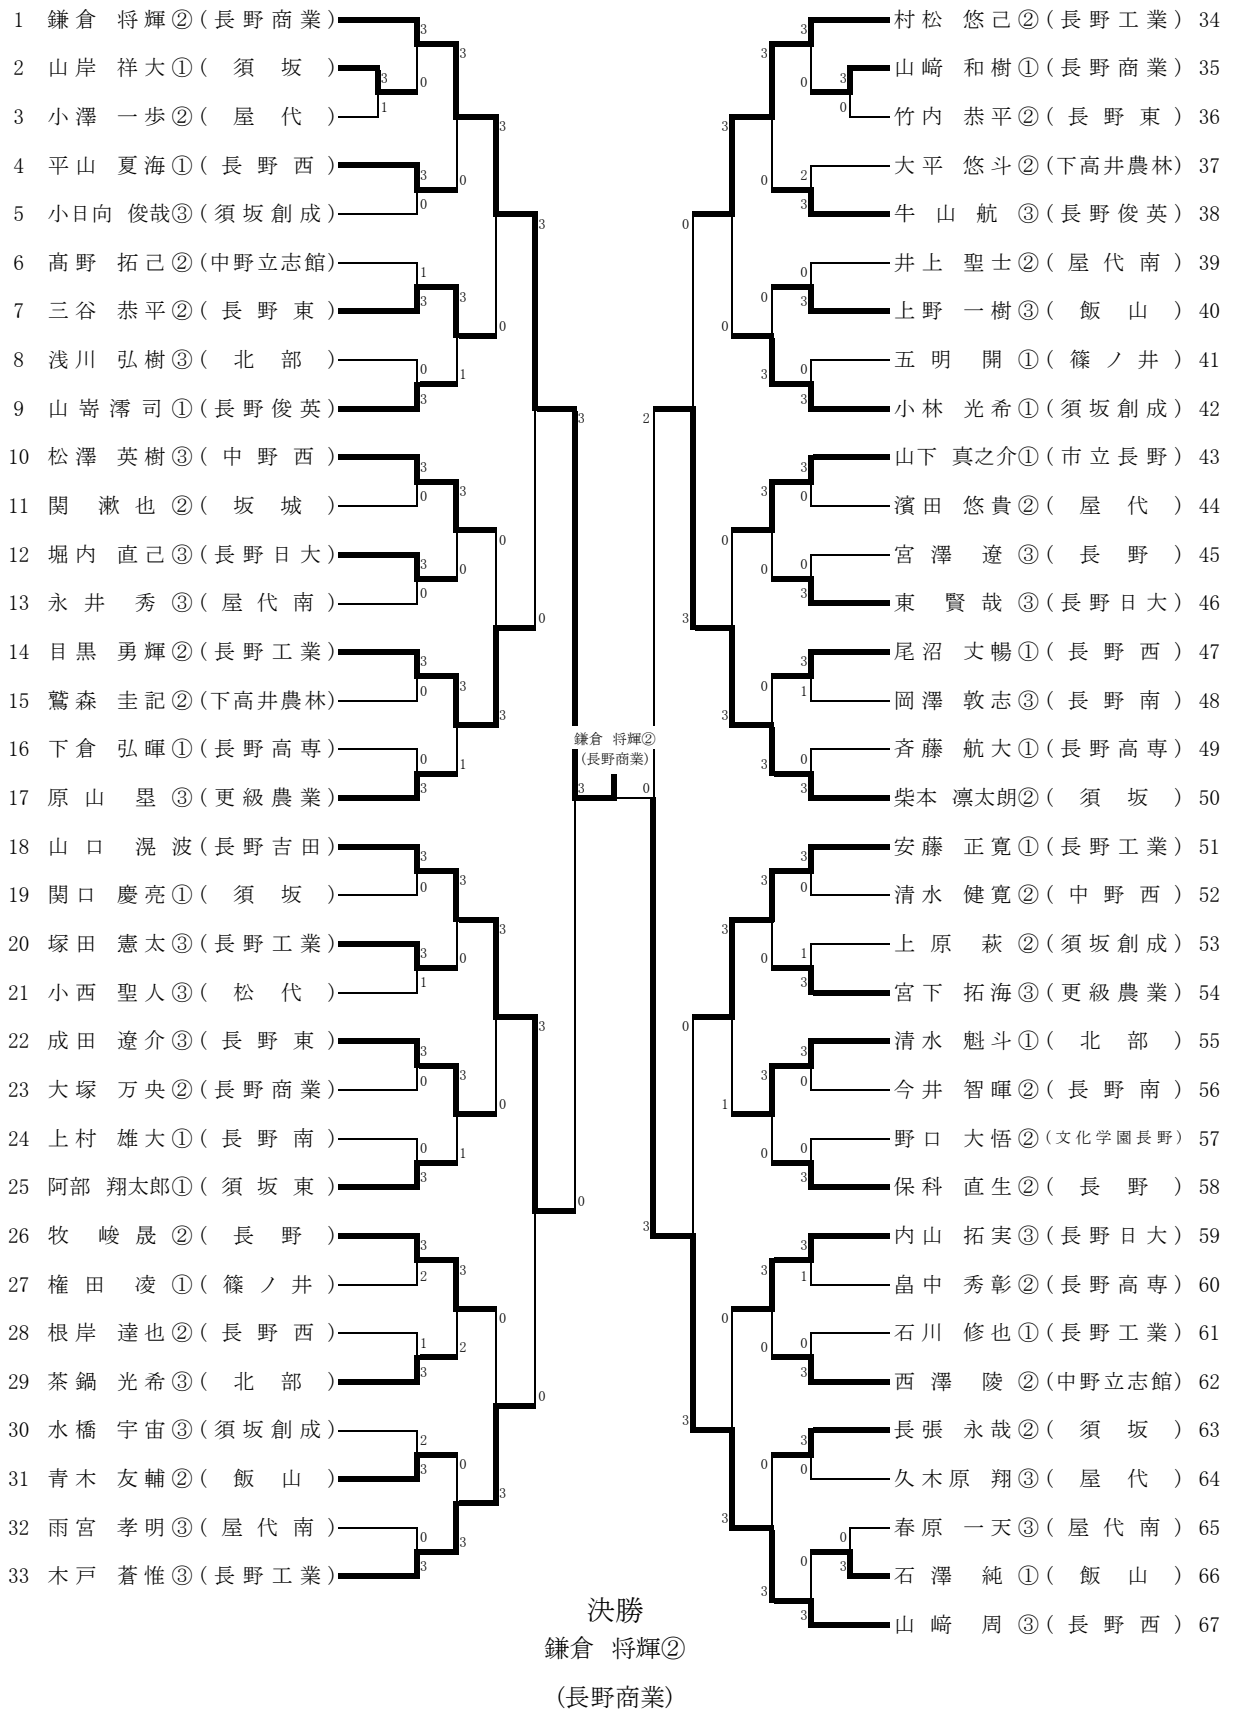 1 鎌倉 将輝②(長野商業)
2 山岸 祥大①( 須 坂 )
3 小澤 一歩②( 屋 代 )
4 平山 夏海①( 長 野 西 )
5 小日向 俊哉③(須坂創成)
6 髙野 拓己②(中野立志館)
7 三谷 恭平②( 長 野 東 )
8 浅川 弘樹③( 北 部 )
9 山嵜澪司①(長野俊英)
10 松澤 英樹③( 中 野 西 )
11 関 漱也②( 坂 城 )
12 堀内 直己③(長野日大)
13 永井 秀③( 屋 代 南 )
14 目黒 勇輝②(長野工業)
15 鷲森 圭記②(下高井農林)
16 下倉 弘暉①(長野高専)
17 原山 塁③(更級農業)
18 山口 滉波(長野吉田)
19 関口 慶亮①( 須 坂 )
20 塚田 憲太③(長野工業)
21 小西 聖人③( 松 代 )
22 成田 遼介③( 長 野 東 )
23 大塚 万央②(長野商業)
24 上村 雄大①( 長 野 南 )
25 阿部 翔太郎①( 須 坂 東 )
26 牧 峻晟②( 長 野 )
27 権田 凌①( 篠 ノ 井 )
28 根岸 達也②( 長 野 西 )
29 茶鍋 光希③( 北 部 )
30 水橋 宇宙③(須坂創成)
31 青木 友輔②( 飯 山 )
32 雨宮 孝明③( 屋 代 南 )
33 木戸 蒼惟③(長野工業)
鎌倉 将輝②
(長野商業)
村松 悠己②(長野工業) 34
山﨑 和樹①(長野商業) 35
竹内 恭平②( 長 野 東 ) 36
大平 悠斗②(下高井農林) 37
牛山航③(長野俊英) 38
井上 聖士②( 屋 代 南 ) 39
上野 一樹③( 飯 山 ) 40
五明 開①( 篠 ノ 井 ) 41
小林 光希①(須坂創成) 42
山下 真之介①(市立長野) 43
濱田 悠貴②( 屋 代 ) 44
宮澤 遼③( 長 野 ) 45
東 賢哉③(長野日大) 46
尾沼 丈暢①( 長 野 西 ) 47
岡澤 敦志③( 長 野 南 ) 48
斉藤 航大①(長野高専) 49
柴本 凛太朗②( 須 坂 ) 50
安藤 正寛①(長野工業) 51
清水 健寛②( 中 野 西 ) 52
上原 萩②(須坂創成) 53
宮下 拓海③(更級農業) 54
清水 魁斗①( 北 部 ) 55
今井 智暉②( 長 野 南 ) 56
野口 大悟②(文化学園長野) 57
保科 直生②( 長 野 ) 58
内山 拓実③(長野日大) 59
畠中 秀彰②(長野高専) 60
石川 修也①(長野工業) 61
西澤 陵②(中野立志館) 62
長張 永哉②( 須 坂 ) 63
久木原 翔③( 屋 代 ) 64
春原 一天③( 屋 代 南 ) 65
石澤 純①( 飯 山 ) 66
山﨑 周③( 長 野 西 ) 67
決勝
鎌倉 将輝②
(長野商業)